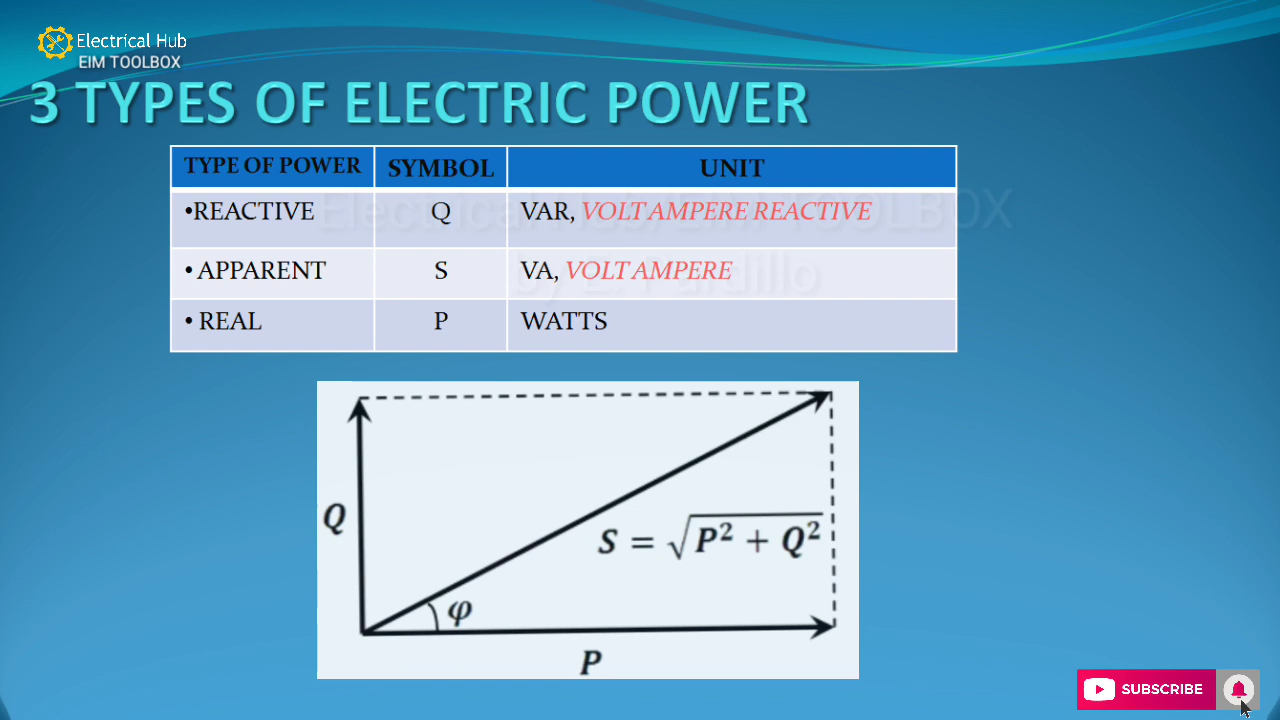 Electrical Hub
EIM TOOLBOX
3 TYPES OF ELECTRIC POWER
TYPE OF POWER SYMBOL UNIT
•REACTIVE Q VAR, VOLT AMPERE REACTIVE
• APPARENT S VA, VOLT AMPERE
• REAL P WATTS
Q
S = √P² + Q²
φ
P
SUBSCRIBE